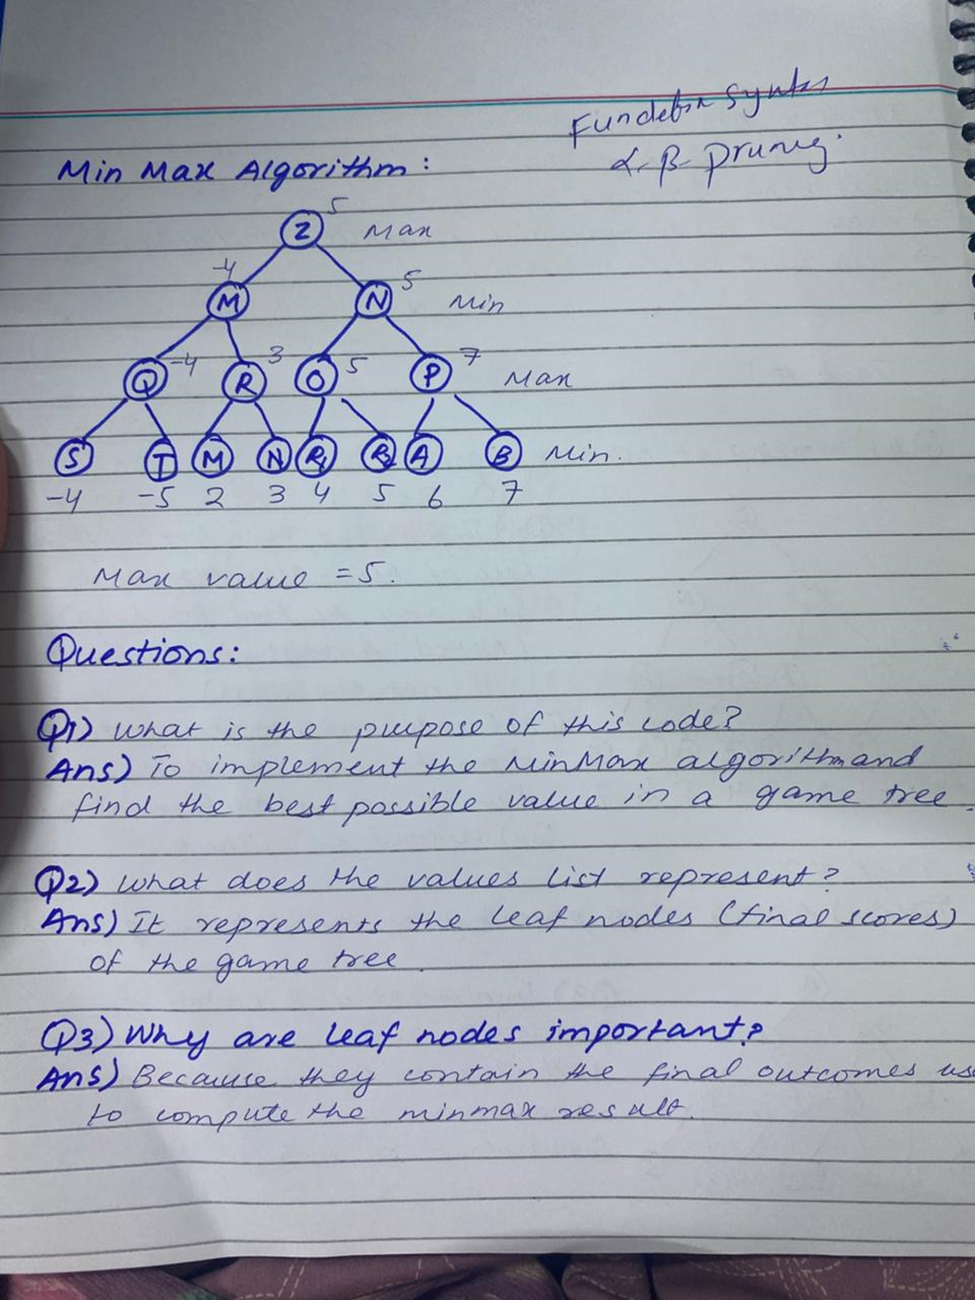 Function Syntax
α-β pruning.
Min Max Algorithm:
5
Z Max
-4 5
M N Min
-4 3 5 7
Q R O P Max
S T M N R1 R2 A B Min.
-4 -5 2 3 4 5 6 7
Max value = 5.
Questions:
Q1) What is the purpose of this code?
Ans) To implement the MinMax algorithm and
find the best possible value in a game tree.
Q2) What does the values list represent?
Ans) It represents the leaf nodes (final scores)
of the game tree.
Q3) Why are leaf nodes important?
Ans) Because they contain the final outcomes us
to compute the minmax result.